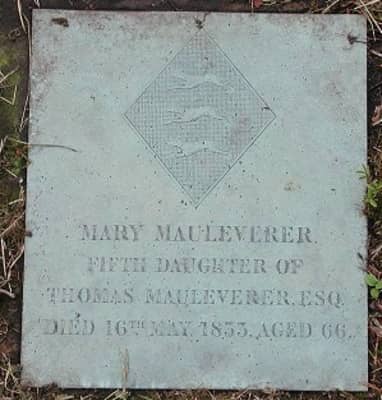 MARY MAULEVERER.
FIFTH DAUGHTER OF
THOMAS MAULEVERER, ESQ.
DIED 16TH MAY, 1833, AGED 66.